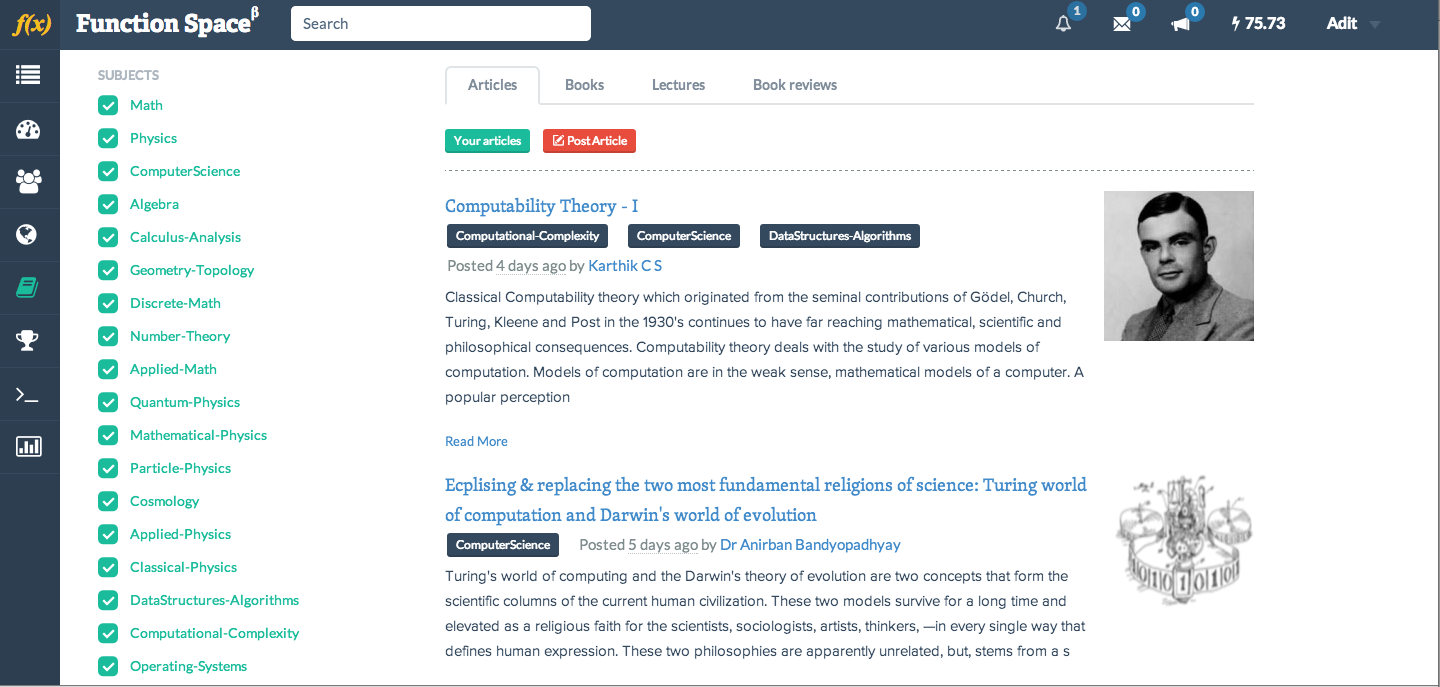 f(x) Function Space β Search 1 0 0 75.73 Adit
SUBJECTS
Math
Physics
ComputerScience
Algebra
Calculus-Analysis
Geometry-Topology
Discrete-Math
Number-Theory
Applied-Math
Quantum-Physics
Mathematical-Physics
Particle-Physics
Cosmology
Applied-Physics
Classical-Physics
DataStructures-Algorithms
Computational-Complexity
Operating-Systems
Articles Books Lectures Book reviews
Your articles Post Article
Computability Theory - I
Computational-Complexity ComputerScience DataStructures-Algorithms
Posted 4 days ago by Karthik C S
Classical Computability theory which originated from the seminal contributions of Gödel, Church,
Turing, Kleene and Post in the 1930's continues to have far reaching mathematical, scientific and
philosophical consequences. Computability theory deals with the study of various models of
computation. Models of computation are in the weak sense, mathematical models of a computer. A
popular perception
Read More
Ecplising & replacing the two most fundamental religions of science: Turing world
of computation and Darwin's world of evolution
ComputerScience Posted 5 days ago by Dr Anirban Bandyopadhyay
Turing's world of computing and the Darwin's theory of evolution are two concepts that form the
scientific columns of the current human civilization. These two models survive for a long time and
elevated as a religious faith for the scientists, sociologists, artists, thinkers, —in every single way that
defines human expression. These two philosophies are apparently unrelated, but, stems from a s